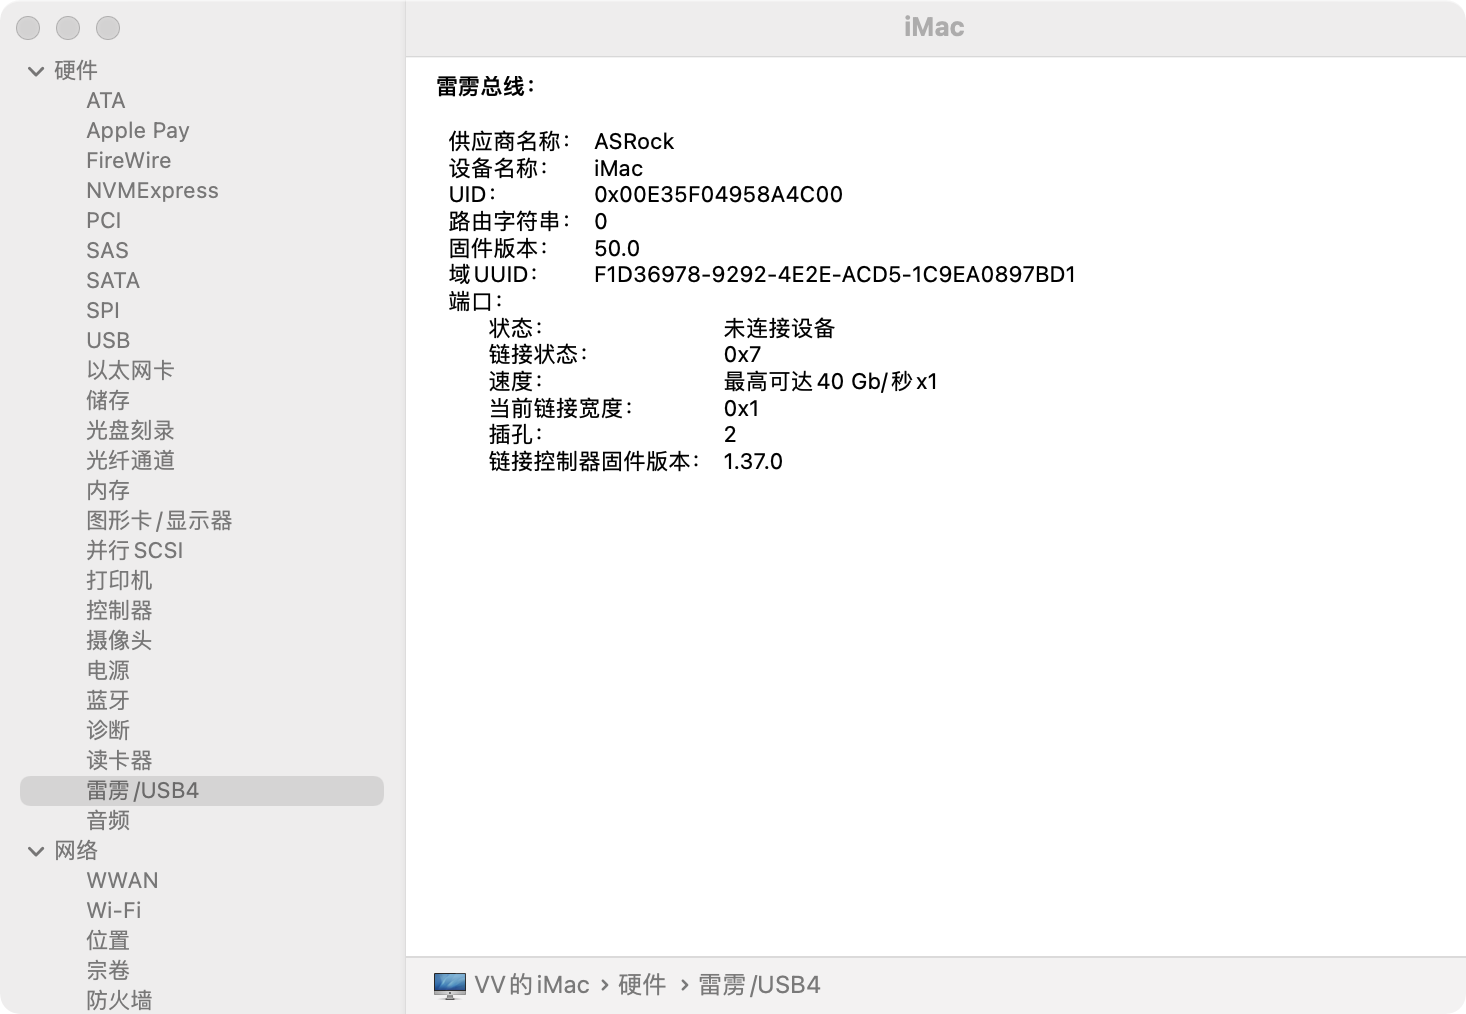 iMac
硬件
ATA
Apple Pay
FireWire
NVMExpress
PCI
SAS
SATA
SPI
USB
以太网卡
储存
光盘刻录
光纤通道
内存
图形卡/显示器
并行SCSI
打印机
控制器
摄像头
电源
蓝牙
诊断
读卡器
雷雳/USB4
音频
网络
WWAN
Wi-Fi
位置
宗卷
防火墙
雷雳总线：
供应商名称： ASRock
设备名称： iMac
UID： 0x00E35F04958A4C00
路由字符串： 0
固件版本： 50.0
域UUID： F1D36978-9292-4E2E-ACD5-1C9EA0897BD1
端口：
状态： 未连接设备
链接状态： 0x7
速度： 最高可达40 Gb/秒x1
当前链接宽度： 0x1
插孔： 2
链接控制器固件版本： 1.37.0
VV的iMac › 硬件 › 雷雳/USB4